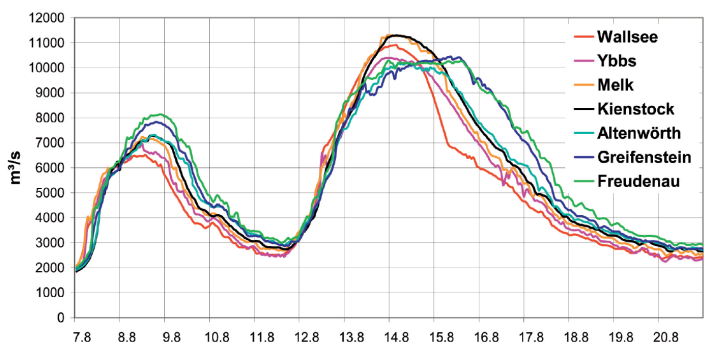 m³/s
12000
11000
10000
9000
8000
7000
6000
5000
4000
3000
2000
1000
0
7.8 8.8 9.8 10.8 11.8 12.8 13.8 14.8 15.8 16.8 17.8 18.8 19.8 20.8
Wallsee
Ybbs
Melk
Kienstock
Altenwörth
Greifenstein
Freudenau